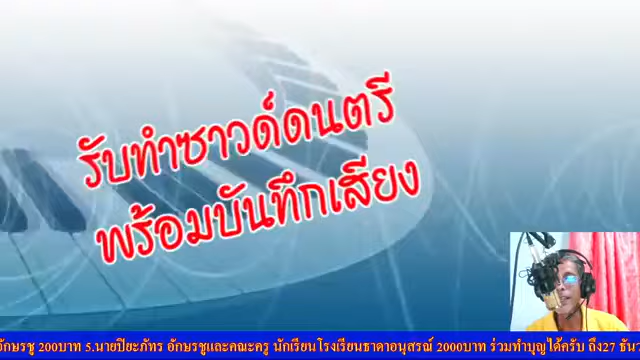 รับทำซาวด์ดนตรี
พร้อมบันทึกเสียง
อักษรชู 200บาท 5.นายปิยะภัทร อักษรชูและคณะครู นักเรียนโรงเรียนธาดาอนุสรณ์ 2000บาท ร่วมทำบุญได้ครับ ถึง27 ธันว